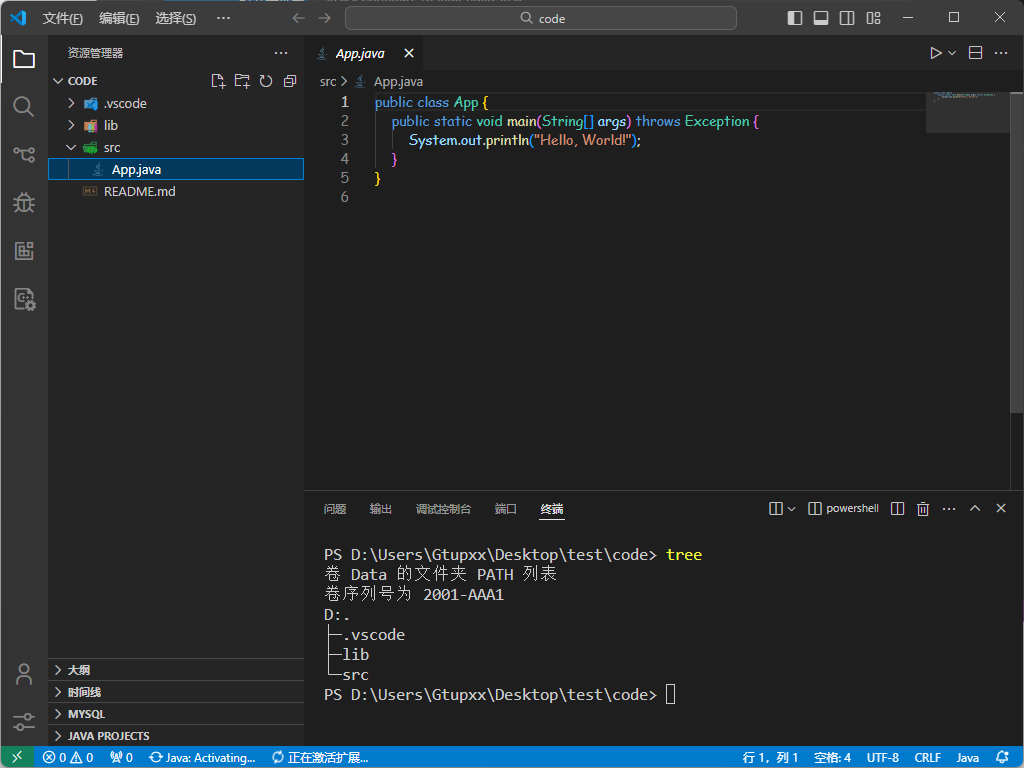 文件(F) 编辑(E) 选择(S) ··· code
资源管理器 ···
CODE
.vscode
lib
src
App.java
README.md
大纲
时间线
MYSQL
JAVA PROJECTS
App.java
src > App.java
1 public class App {
2 public static void main(String[] args) throws Exception {
3 System.out.println("Hello, World!");
4 }
5 }
6
问题 输出 调试控制台 端口 终端 powershell
PS D:\Users\Gtupxx\Desktop\test\code> tree
卷 Data 的文件夹 PATH 列表
卷序列号为 2001-AAA1
D:.
├─.vscode
├─lib
└─src
PS D:\Users\Gtupxx\Desktop\test\code>
0 0 0 Java: Activating... 正在激活扩展... 行 1，列 1 空格: 4 UTF-8 CRLF Java